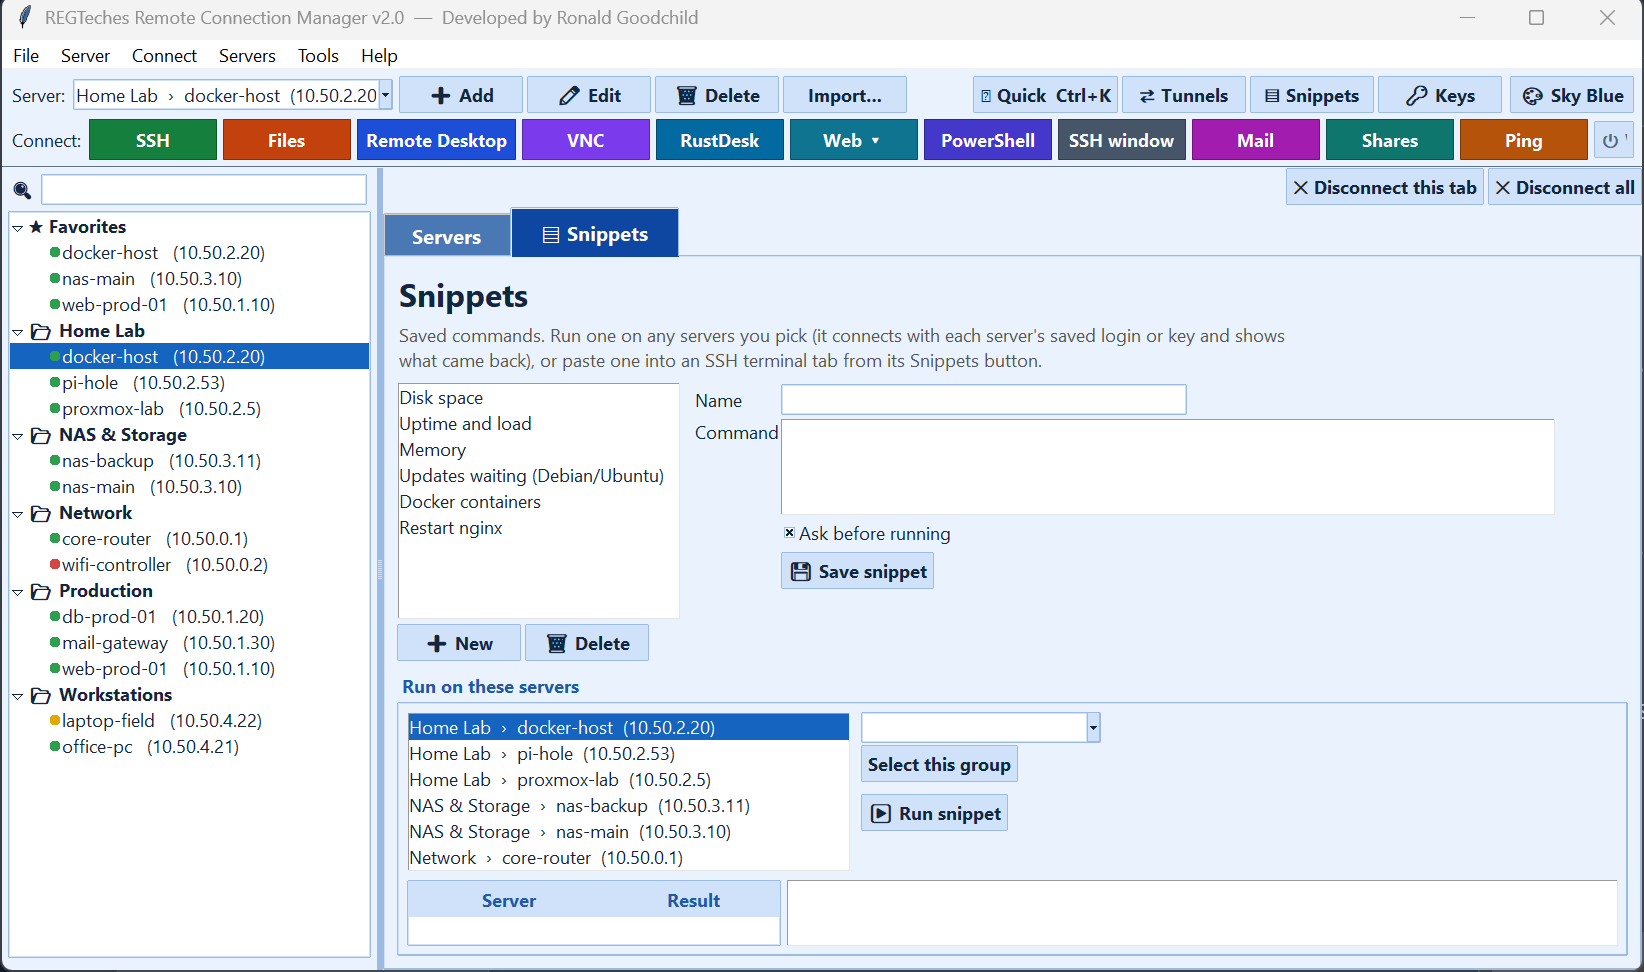 REGTeches Remote Connection Manager v2.0 — Developed by Ronald Goodchild
File Server Connect Servers Tools Help
Server: Home Lab › docker-host (10.50.2.20 Add Edit Delete Import... Quick Ctrl+K Tunnels Snippets Keys Sky Blue
Connect: SSH Files Remote Desktop VNC RustDesk Web PowerShell SSH window Mail Shares Ping
Disconnect this tab Disconnect all
Favorites
docker-host (10.50.2.20)
nas-main (10.50.3.10)
web-prod-01 (10.50.1.10)
Home Lab
docker-host (10.50.2.20)
pi-hole (10.50.2.53)
proxmox-lab (10.50.2.5)
NAS & Storage
nas-backup (10.50.3.11)
nas-main (10.50.3.10)
Network
core-router (10.50.0.1)
wifi-controller (10.50.0.2)
Production
db-prod-01 (10.50.1.20)
mail-gateway (10.50.1.30)
web-prod-01 (10.50.1.10)
Workstations
laptop-field (10.50.4.22)
office-pc (10.50.4.21)
Servers Snippets
Snippets
Saved commands. Run one on any servers you pick (it connects with each server's saved login or key and shows
what came back), or paste one into an SSH terminal tab from its Snippets button.
Disk space
Uptime and load
Memory
Updates waiting (Debian/Ubuntu)
Docker containers
Restart nginx
Name
Command
Ask before running
Save snippet
New Delete
Run on these servers
Home Lab › docker-host (10.50.2.20)
Home Lab › pi-hole (10.50.2.53)
Home Lab › proxmox-lab (10.50.2.5)
NAS & Storage › nas-backup (10.50.3.11)
NAS & Storage › nas-main (10.50.3.10)
Network › core-router (10.50.0.1)
Select this group
Run snippet
Server Result